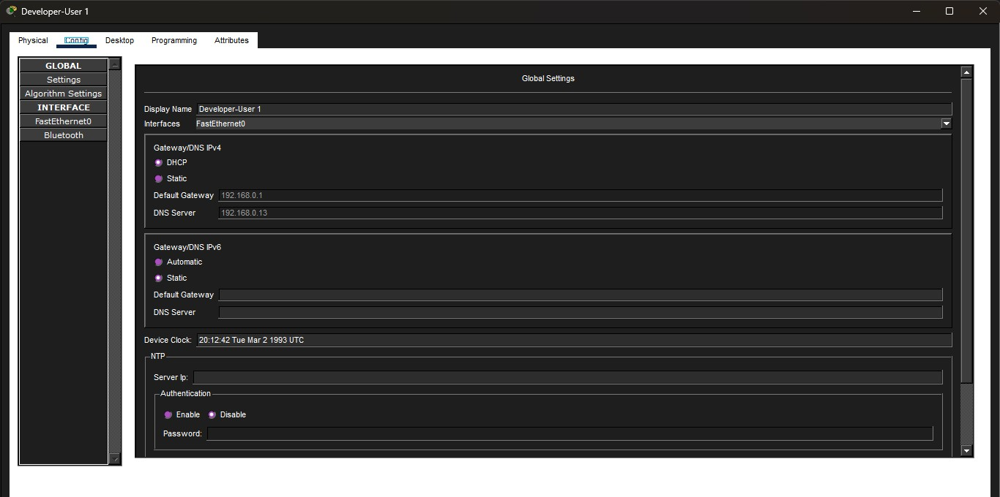 Developer-User 1
Physical Config Desktop Programming Attributes
GLOBAL
Settings
Algorithm Settings
INTERFACE
FastEthernet0
Bluetooth
Global Settings
Display Name Developer-User 1
Interfaces FastEthernet0
Gateway/DNS IPv4
DHCP
Static
Default Gateway 192.168.0.1
DNS Server 192.168.0.13
Gateway/DNS IPv6
Automatic
Static
Default Gateway
DNS Server
Device Clock: 20:12:42 Tue Mar 2 1993 UTC
NTP
Server Ip:
Authentication
Enable Disable
Password: